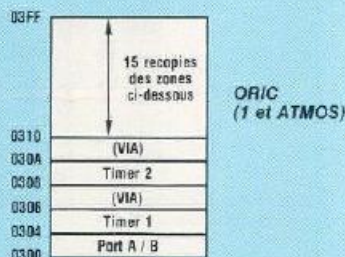 03FF
15 recopies
des zones
ci-dessous
ORIC
(1 et ATMOS)
0310
(VIA)
030A
Timer 2
0308
(VIA)
0306
Timer 1
0304
Port A / B
0300